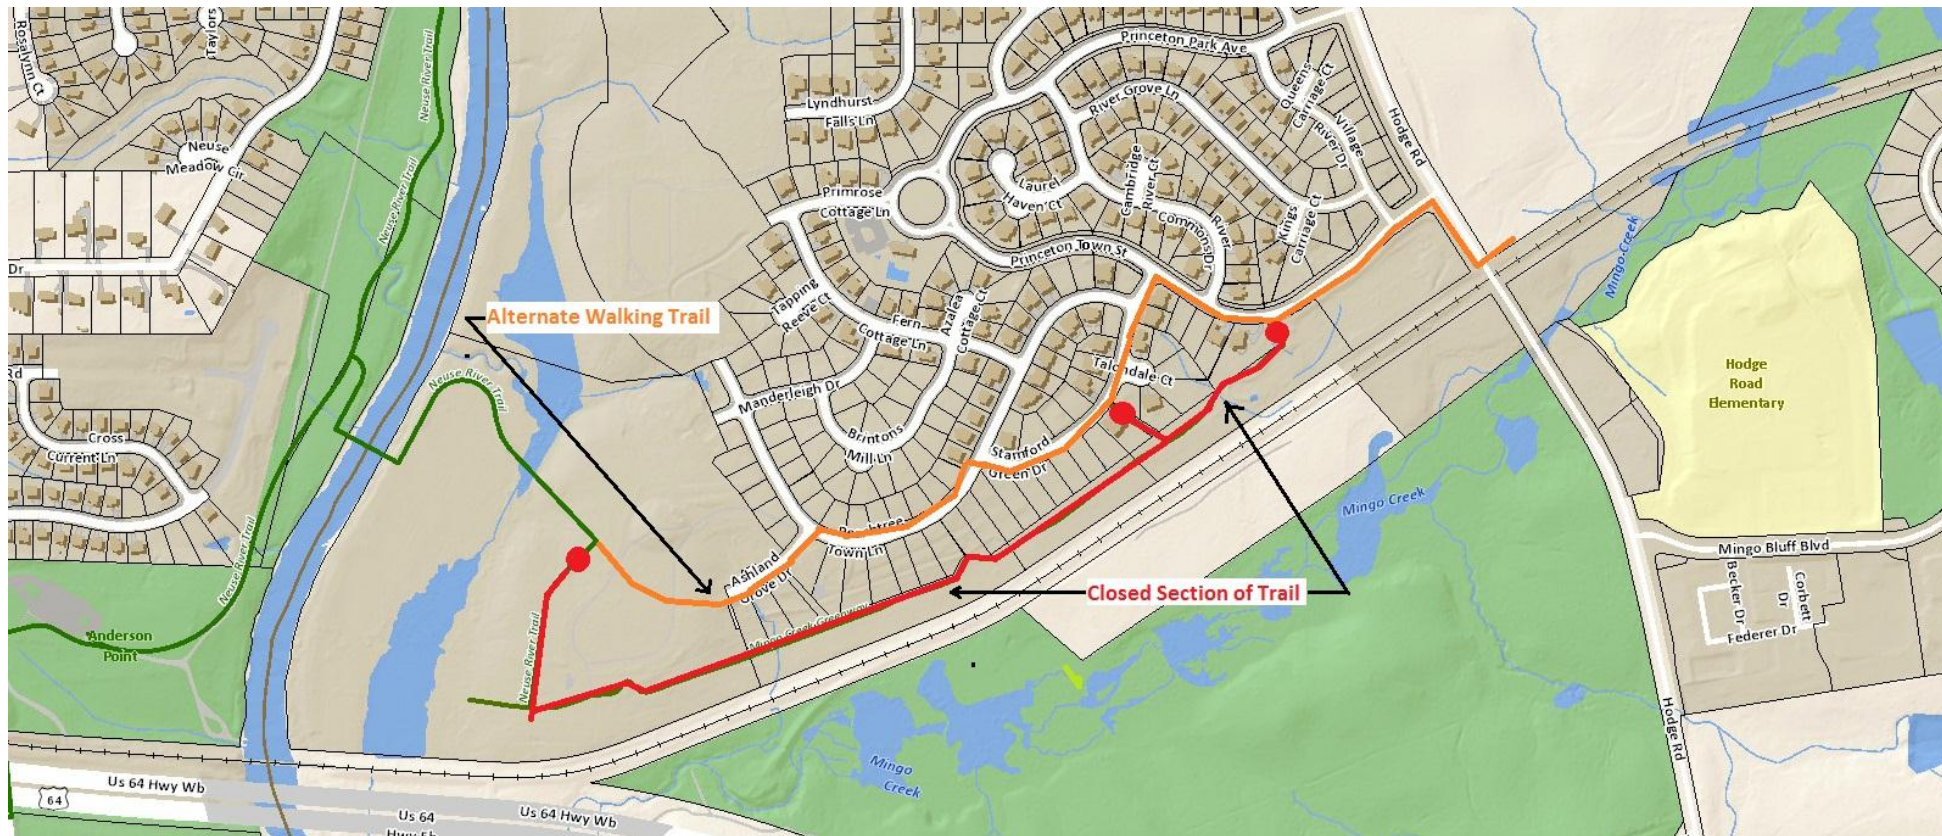 Rosalynn Ct
Taylors
Neuse River Trail
Princeton Park Ave
Lyndhurst
Falls Ln
River Grove Ln
Queens
Carriage Ct
Hodge Rd
Village
River Dr
Neuse
Meadow Cir
Neuse River Trail
Primrose
Cottage Ln
Laurel
Haven Ct
Cambridge
River Ct
River
Commons Dr
Kings
Carriage Ct
Princeton Town St
Mingo Creek
Dr
Tapping
Reeve Ct
Azalea
Cottage Ct
Alternate Walking Trail
Fern
Cottage Ln
Hodge
Road
Elementary
Rd
Neuse River Trail
Talondale Ct
Manderleigh Dr
Cross
Current Ln
Brintons
Mill Ln
Stamford
Green Dr
Mingo Creek
Neuse River Trail
Town Ln
Mingo Bluff Blvd
Ashland
Grove Dr
Closed Section of Trail
Becker Dr
Corbett
Dr
Federer Dr
Anderson
Point
Neuse River Trail
Mingo Creek Greenway
Hodge Rd
Mingo
Creek
Us 64 Hwy Wb
64
Us 64
Us 64 Hwy Wb